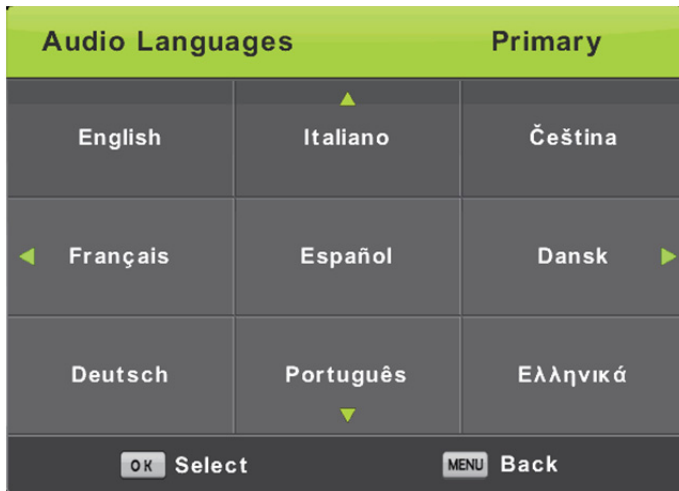 Audio Languages Primary
English Italiano Čeština
Français Español Dansk
Deutsch Português Ελληνικά
OK Select MENU Back